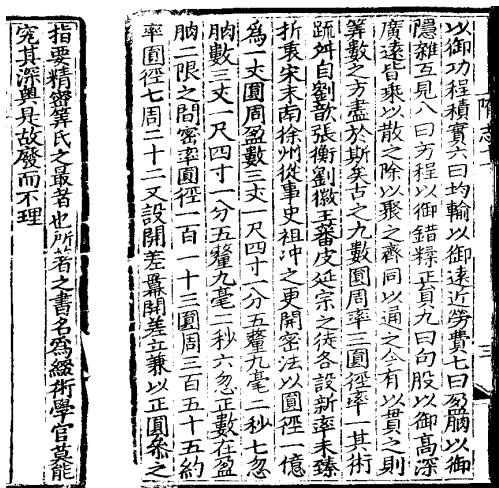 隋志十一
三
以御功程積實六曰均輸以御遠近勞費七曰盈朒以御
隱雜互見八曰方程以御錯糅正負九曰句股以御高深
廣遠皆乘以散之除以聚之齊同以通之今有以貫之則
筭數之方盡於斯矣古之九數圓周率三圓徑率一其術
疏舛自劉歆張衡劉徽王蕃皮延宗之徒各設新率未臻
折衷宋末南徐州從事史祖沖之更開密法以圓徑一億
為一丈圓周盈數三丈一尺四寸一分五釐九毫二秒七忽
朒數三丈一尺四寸一分五釐九毫二秒六忽正數在盈
朒二限之間密率圓徑一百一十三圓周三百五十五約
率圓徑七周二十二又設開差冪開差立兼以正圓參之
指要精密筭氏之最者也所著之書名為綴術學官莫能
究其深奧是故廢而不理